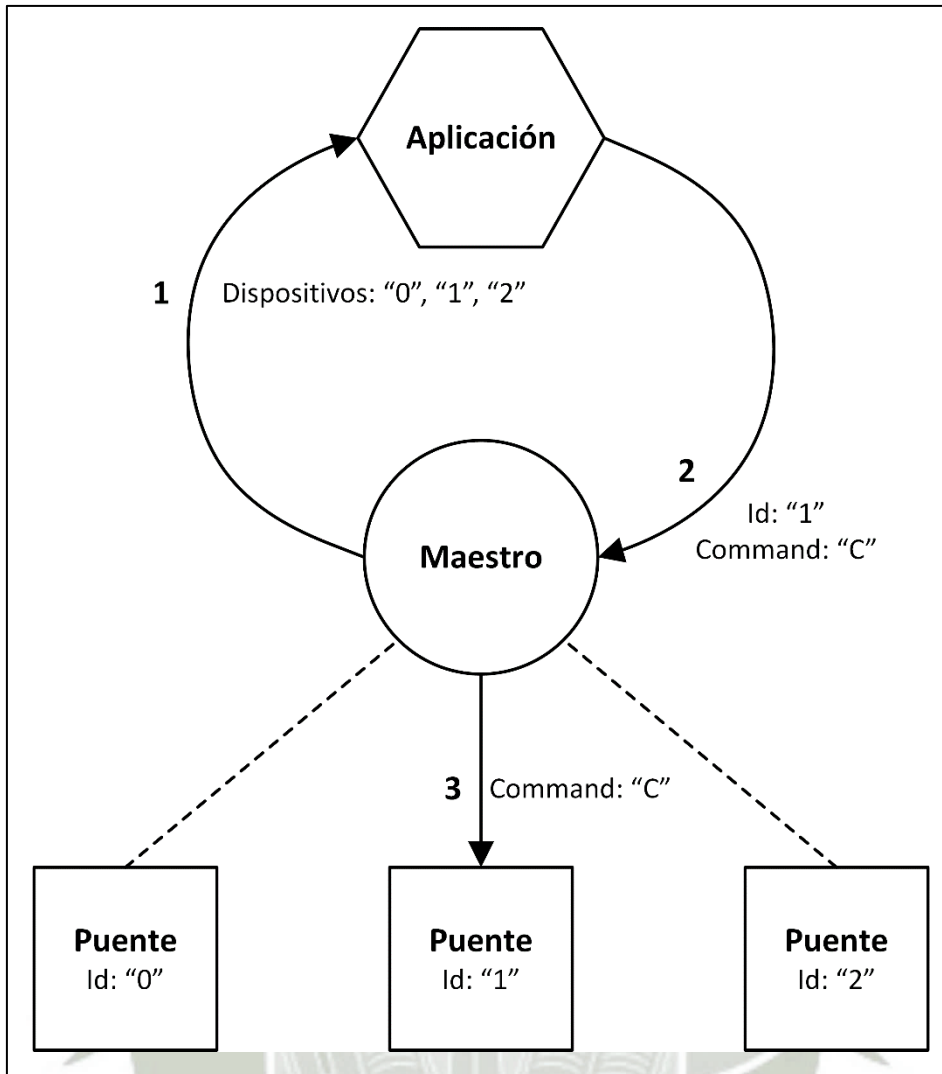 Aplicación
1 Dispositivos: “0”, “1”, “2”
2
Id: “1”
Command: “C”
Maestro
3 Command: “C”
Puente
Id: “0”
Puente
Id: “1”
Puente
Id: “2”